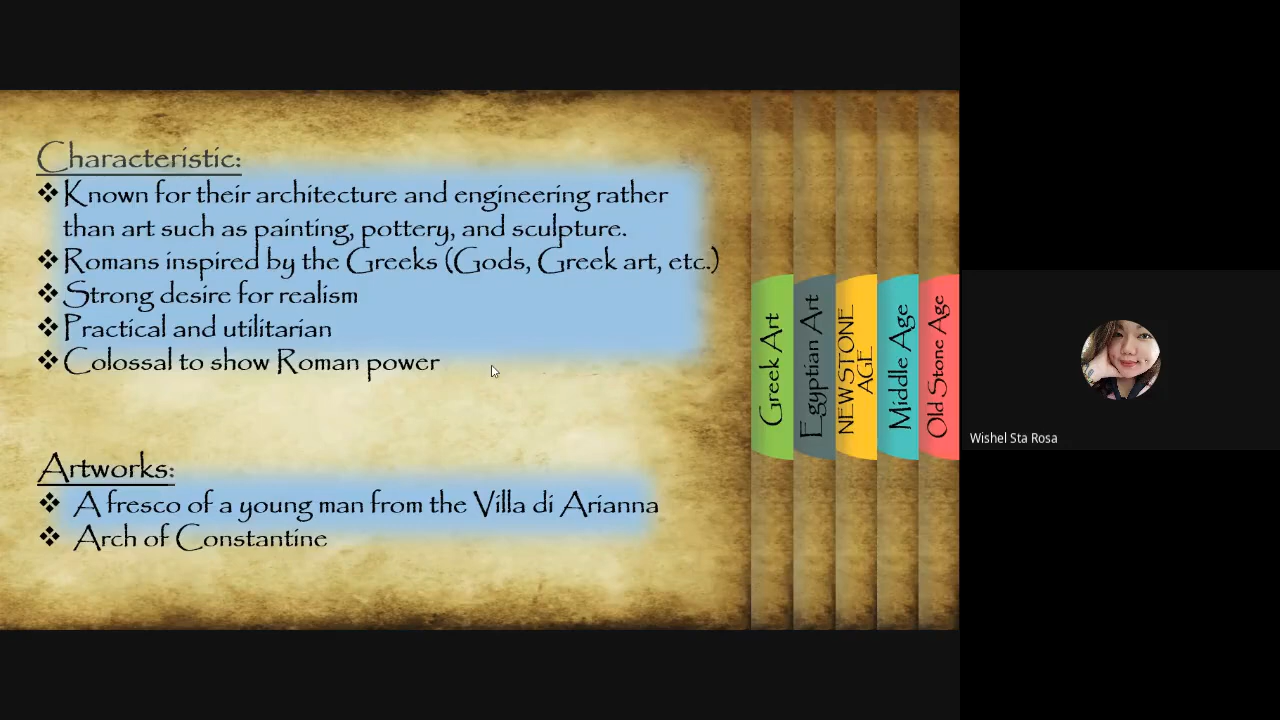 Characteristic:
❖Known for their architecture and engineering rather
than art such as painting, pottery, and sculpture.
❖Romans inspired by the Greeks (Gods, Greek art, etc.)
❖Strong desire for realism
❖Practical and utilitarian
❖Colossal to show Roman power
Artworks:
❖ A fresco of a young man from the Villa di Arianna
❖ Arch of Constantine
Greek Art
Egyptian Art
NEW STONE
AGE
Middle Age
Old Stone Age
Wishel Sta Rosa